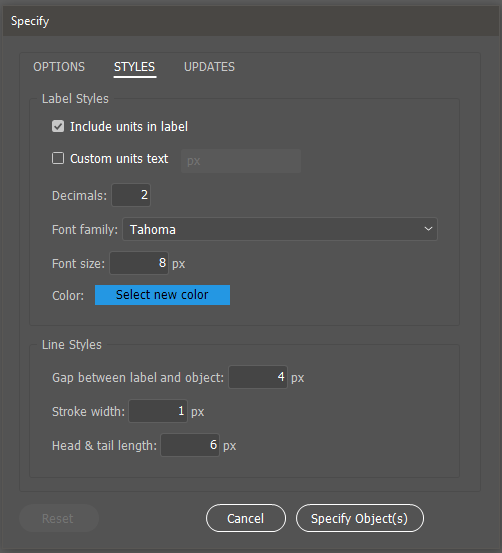 Specify
OPTIONS STYLES UPDATES
Label Styles
Include units in label
Custom units text px
Decimals: 2
Font family: Tahoma
Font size: 8 px
Color: Select new color
Line Styles
Gap between label and object: 4 px
Stroke width: 1 px
Head & tail length: 6 px
Reset Cancel Specify Object(s)